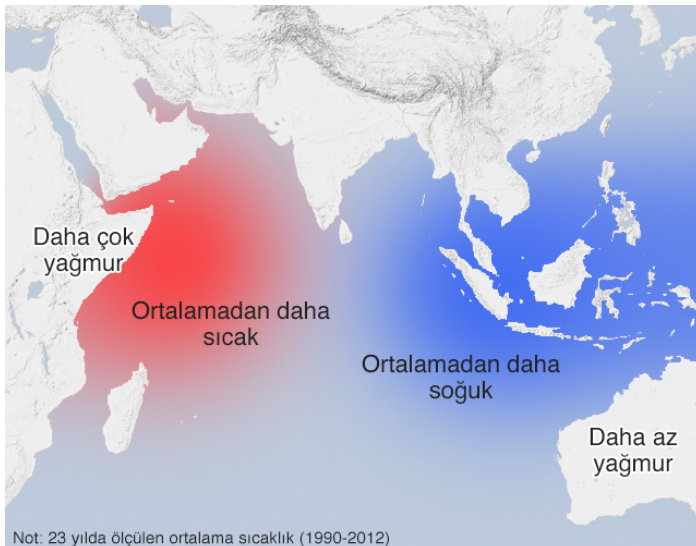 Daha çok
yağmur
Ortalamadan daha
sıcak
Ortalamadan daha
soğuk
Daha az
yağmur
Not: 23 yılda ölçülen ortalama sıcaklık (1990-2012)